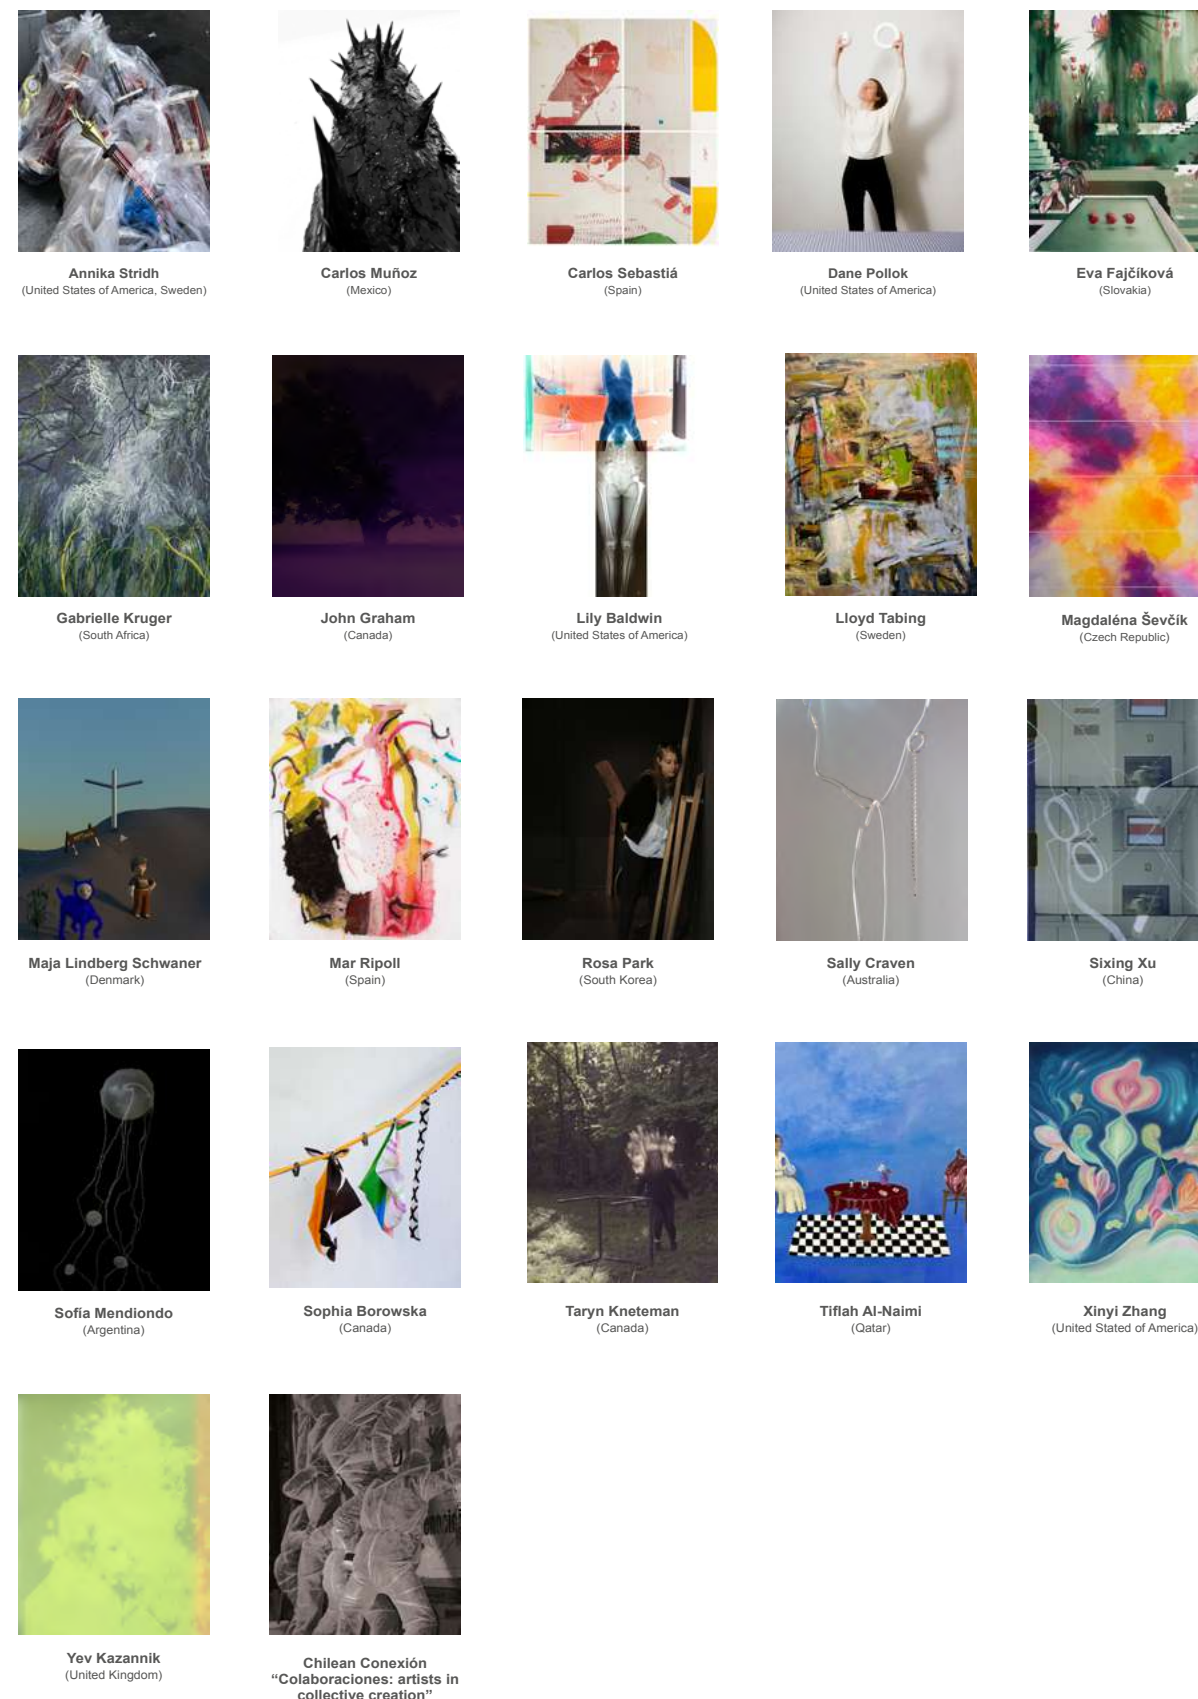 Annika Stridh
(United States of America, Sweden)
Carlos Muñoz
(Mexico)
Carlos Sebastiá
(Spain)
Dane Pollok
(United States of America)
Eva Fajčíková
(Slovakia)
Gabrielle Kruger
(South Africa)
John Graham
(Canada)
Lily Baldwin
(United States of America)
Lloyd Tabing
(Sweden)
Magdaléna Ševčík
(Czech Republic)
Maja Lindberg Schwaner
(Denmark)
Mar Ripoll
(Spain)
Rosa Park
(South Korea)
Sally Craven
(Australia)
Sixing Xu
(China)
Sofía Mendiondo
(Argentina)
Sophia Borowska
(Canada)
Taryn Kneteman
(Canada)
Tiflah Al-Naimi
(Qatar)
Xinyi Zhang
(United Stated of America)
Yev Kazannik
(United Kingdom)
Chilean Conexión
“Colaboraciones: artists in
collective creation”